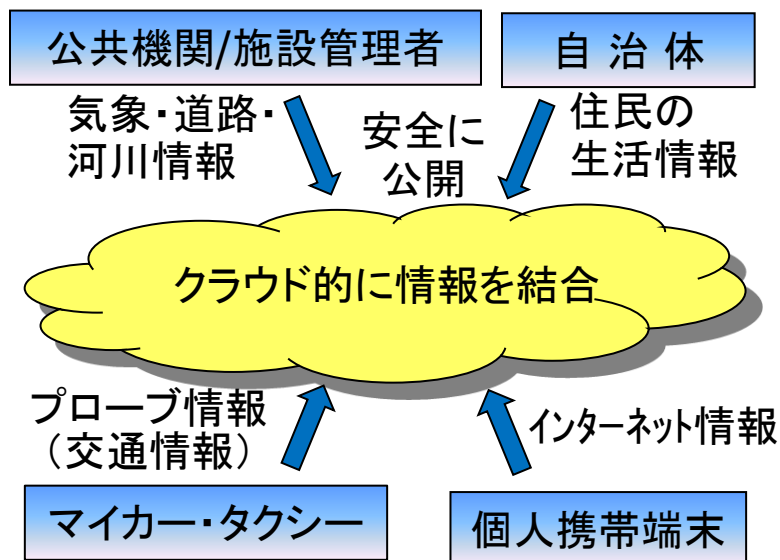 公共機関/施設管理者
自 治 体
気象・道路・
河川情報
安全に
公開
住民の
生活情報
クラウド的に情報を結合
プローブ情報
（交通情報）
インターネット情報
マイカー・タクシー
個人携帯端末